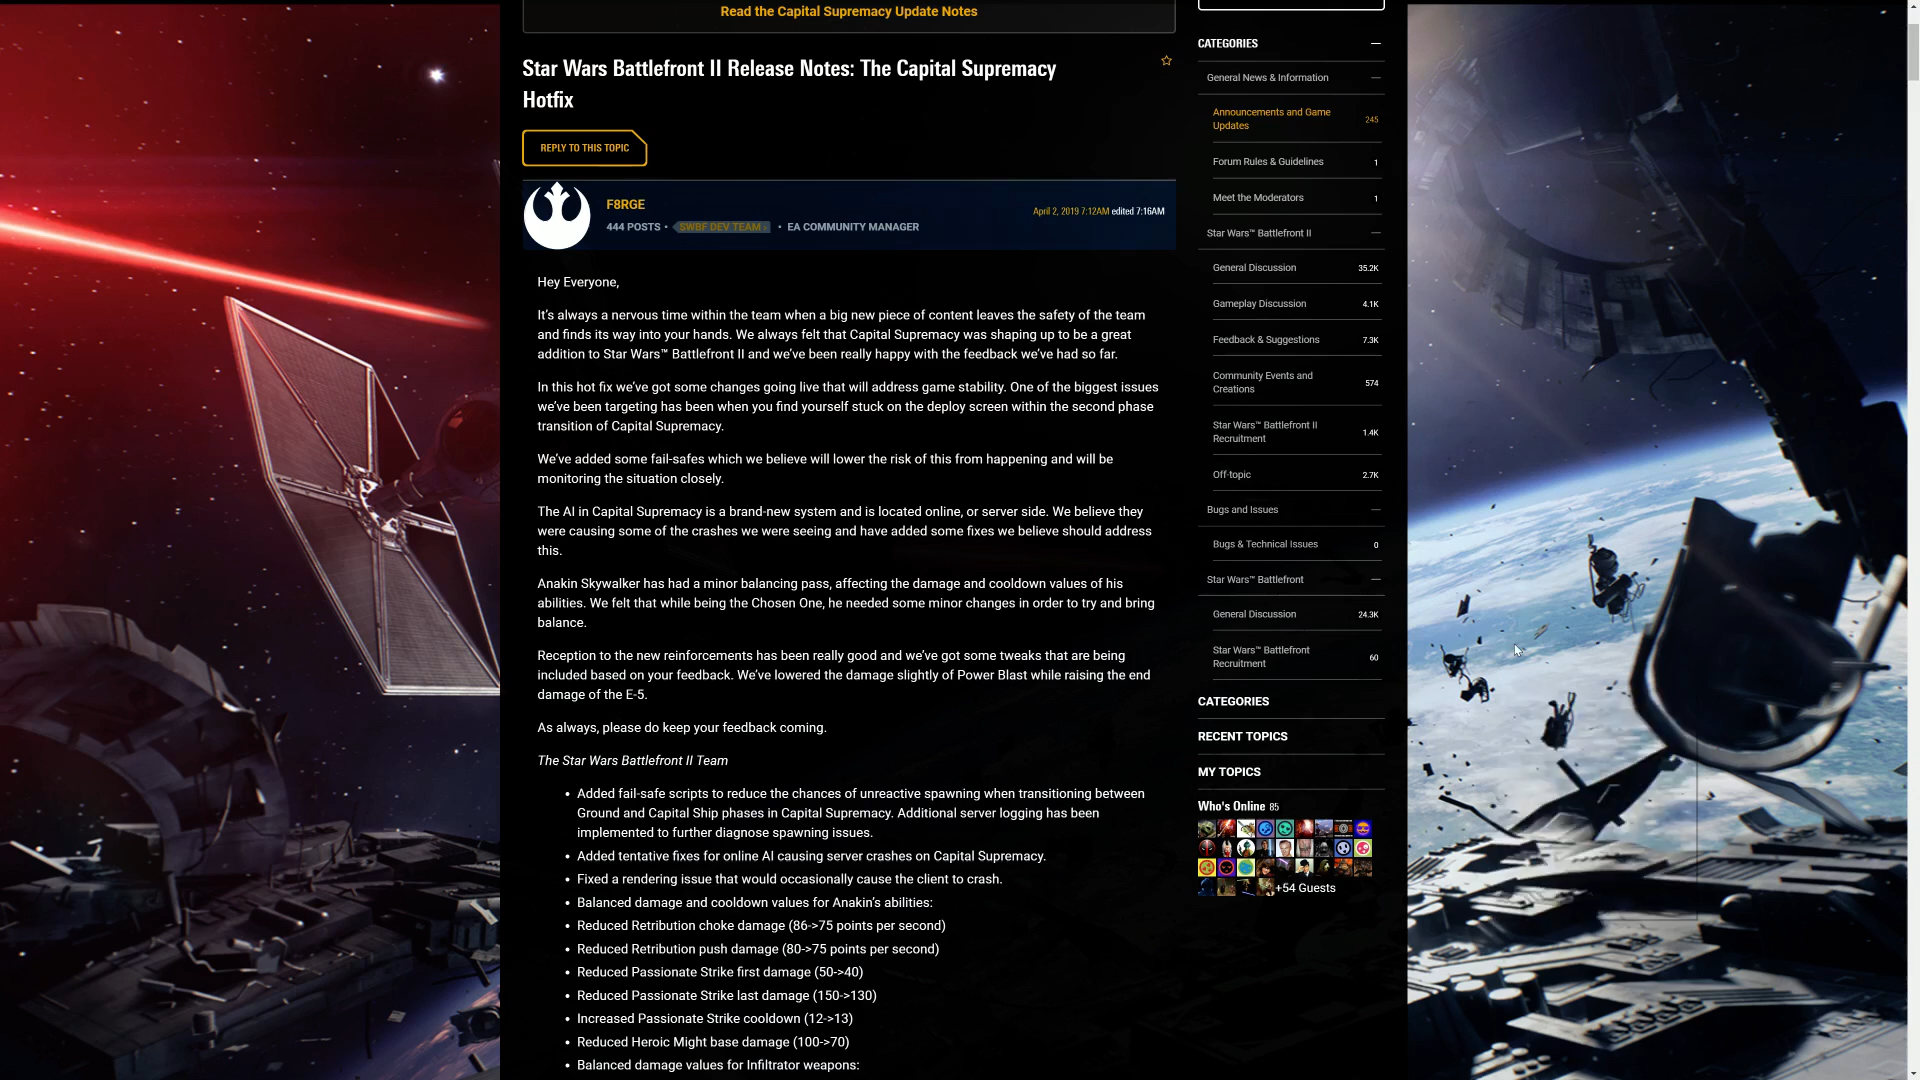 Read the Capital Supremacy Update Notes
Star Wars Battlefront II Release Notes: The Capital Supremacy
Hotfix
REPLY TO THIS TOPIC
F8RGE
444 POSTS • SWBF DEV TEAM • EA COMMUNITY MANAGER
April 2, 2019 7:12AM edited 7:16AM
Hey Everyone,
It's always a nervous time within the team when a big new piece of content leaves the safety of the team
and finds its way into your hands. We always felt that Capital Supremacy was shaping up to be a great
addition to Star Wars™ Battlefront II and we've been really happy with the feedback we've had so far.
In this hot fix we've got some changes going live that will address game stability. One of the biggest issues
we've been targeting has been when you find yourself stuck on the deploy screen within the second phase
transition of Capital Supremacy.
We've added some fail-safes which we believe will lower the risk of this from happening and will be
monitoring the situation closely.
The AI in Capital Supremacy is a brand-new system and is located online, or server side. We believe they
were causing some of the crashes we were seeing and have added some fixes we believe should address
this.
Anakin Skywalker has had a minor balancing pass, affecting the damage and cooldown values of his
abilities. We felt that while being the Chosen One, he needed some minor changes in order to try and bring
balance.
Reception to the new reinforcements has been really good and we've got some tweaks that are being
included based on your feedback. We've lowered the damage slightly of Power Blast while raising the end
damage of the E-5.
As always, please do keep your feedback coming.
The Star Wars Battlefront II Team
• Added fail-safe scripts to reduce the chances of unreactive spawning when transitioning between
Ground and Capital Ship phases in Capital Supremacy. Additional server logging has been
implemented to further diagnose spawning issues.
• Added tentative fixes for online AI causing server crashes on Capital Supremacy.
• Fixed a rendering issue that would occasionally cause the client to crash.
• Balanced damage and cooldown values for Anakin's abilities:
• Reduced Retribution choke damage (86->75 points per second)
• Reduced Retribution push damage (80->75 points per second)
• Reduced Passionate Strike first damage (50->40)
• Reduced Passionate Strike last damage (150->130)
• Increased Passionate Strike cooldown (12->13)
• Reduced Heroic Might base damage (100->70)
• Balanced damage values for Infiltrator weapons:
CATEGORIES
General News & Information
Announcements and Game
Updates
245
Forum Rules & Guidelines 1
Meet the Moderators 1
Star Wars™ Battlefront II
General Discussion 35.2K
Gameplay Discussion 4.1K
Feedback & Suggestions 7.3K
Community Events and
Creations
574
Star Wars™ Battlefront II
Recruitment
1.4K
Off-topic 2.7K
Bugs and Issues
Bugs & Technical Issues 0
Star Wars™ Battlefront
General Discussion 24.3K
Star Wars™ Battlefront
Recruitment
60
CATEGORIES
RECENT TOPICS
MY TOPICS
Who's Online 85
+54 Guests